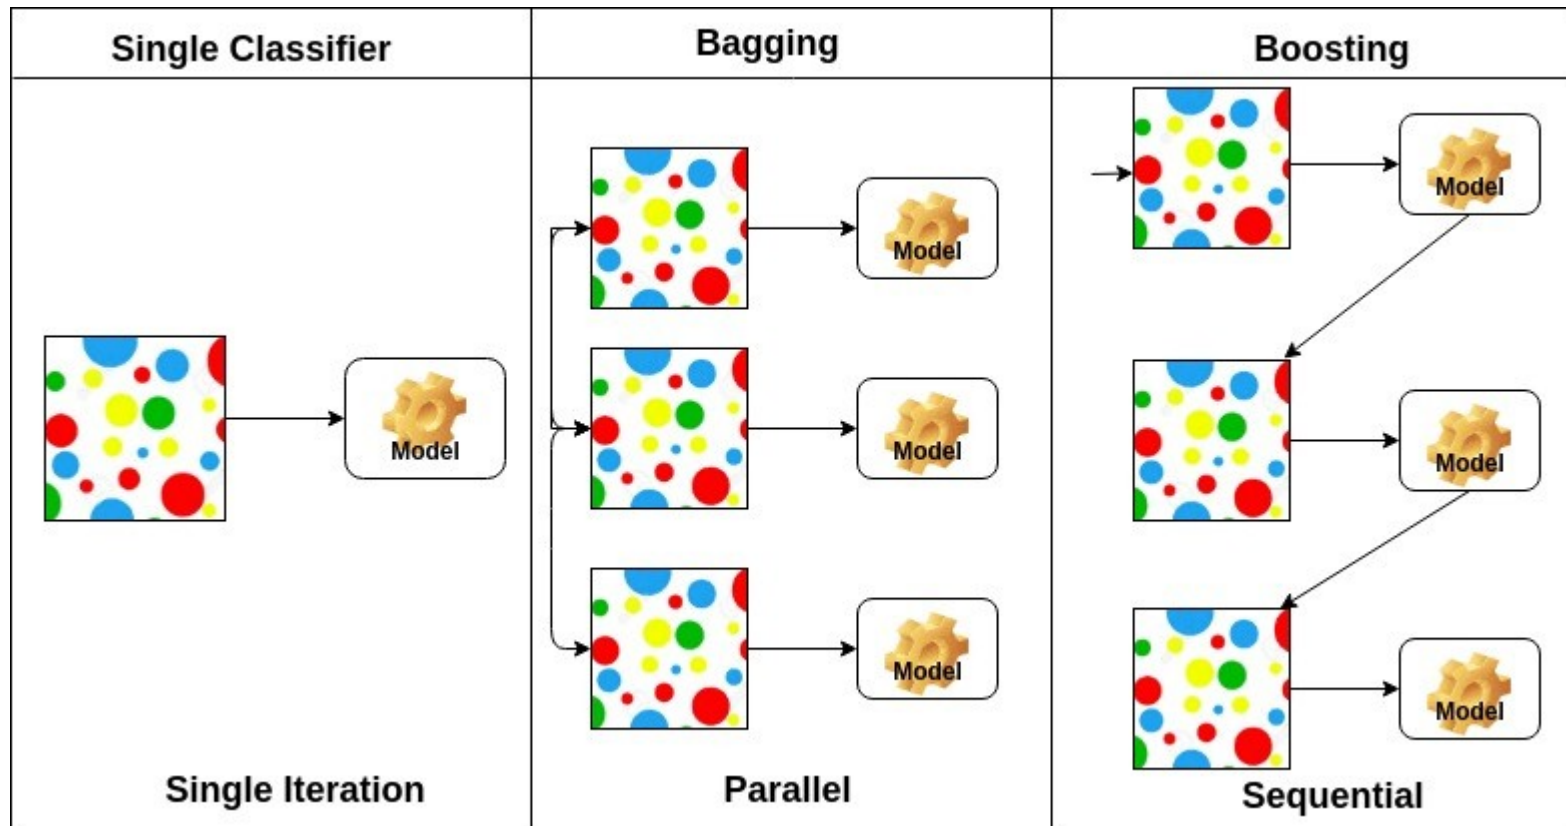 Single Classifier
Bagging
Boosting
Model
Model
Model
Model
Model
Model
Model
Single Iteration
Parallel
Sequential